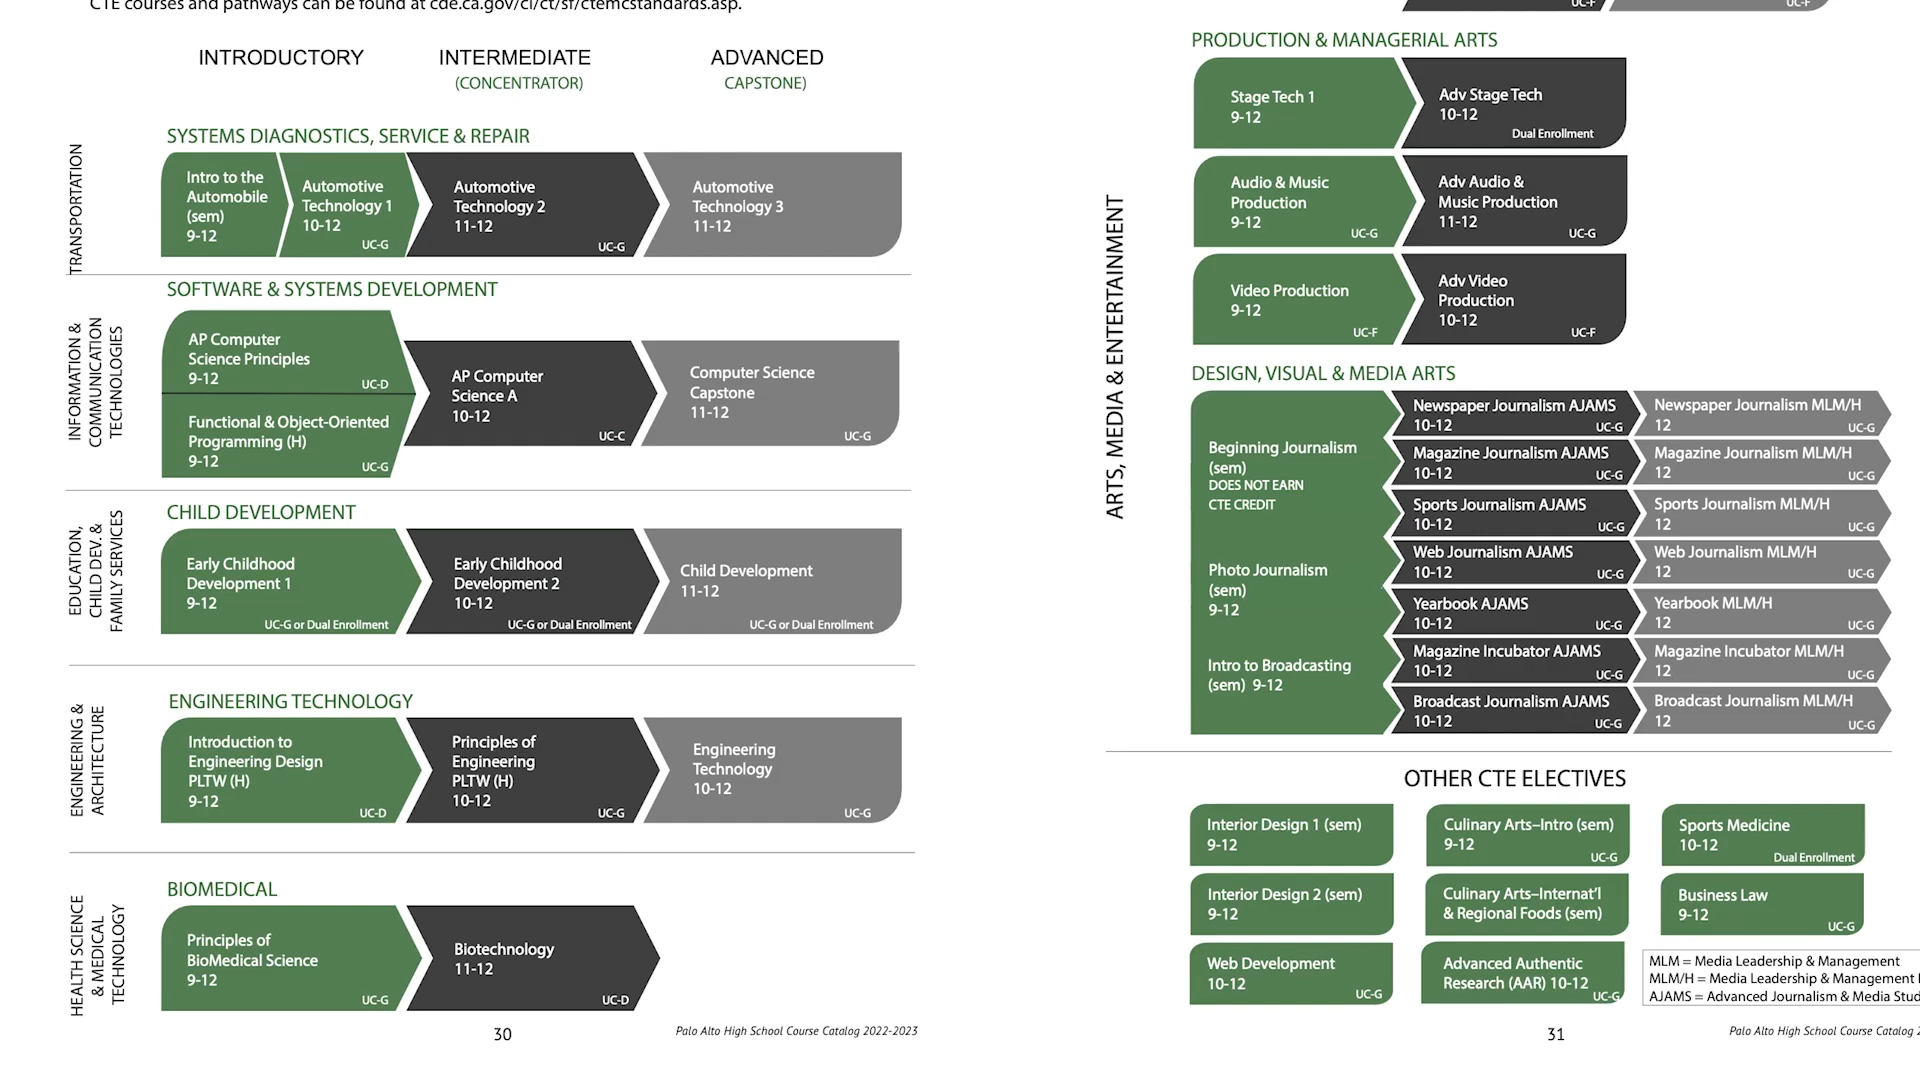 CTE courses and pathways can be found at cde.ca.gov/ci/ct/sf/ctemcstandards.asp.
INTRODUCTORY
INTERMEDIATE
(CONCENTRATOR)
ADVANCED
CAPSTONE)
TRANSPORTATION
SYSTEMS DIAGNOSTICS, SERVICE & REPAIR
Intro to the
Automobile
(sem)
9-12
Automotive
Technology 1
10-12
UC-G
Automotive
Technology 2
11-12
UC-G
Automotive
Technology 3
11-12
INFORMATION &
COMMUNICATION
TECHNOLOGIES
SOFTWARE & SYSTEMS DEVELOPMENT
AP Computer
Science Principles
9-12
UC-D
Functional & Object-Oriented
Programming (H)
9-12
UC-G
AP Computer
Science A
10-12
UC-C
Computer Science
Capstone
11-12
UC-G
EDUCATION,
CHILD DEV. &
FAMILY SERVICES
CHILD DEVELOPMENT
Early Childhood
Development 1
9-12
UC-G or Dual Enrollment
Early Childhood
Development 2
10-12
UC-G or Dual Enrollment
Child Development
11-12
UC-G or Dual Enrollment
ENGINEERING &
ARCHITECTURE
ENGINEERING TECHNOLOGY
Introduction to
Engineering Design
PLTW (H)
9-12
UC-D
Principles of
Engineering
PLTW (H)
10-12
UC-G
Engineering
Technology
10-12
UC-G
HEALTH SCIENCE
& MEDICAL
TECHNOLOGY
BIOMEDICAL
Principles of
BioMedical Science
9-12
UC-G
Biotechnology
11-12
UC-D
30
Palo Alto High School Course Catalog 2022-2023
UC-F
UC-F
ARTS, MEDIA & ENTERTAINMENT
PRODUCTION & MANAGERIAL ARTS
Stage Tech 1
9-12
Adv Stage Tech
10-12
Dual Enrollment
Audio & Music
Production
9-12
UC-G
Adv Audio &
Music Production
11-12
UC-G
Video Production
9-12
UC-F
Adv Video
Production
10-12
UC-F
DESIGN, VISUAL & MEDIA ARTS
Beginning Journalism
(sem)
DOES NOT EARN
CTE CREDIT
Photo Journalism
(sem)
9-12
Intro to Broadcasting
(sem) 9-12
Newspaper Journalism AJAMS
10-12
UC-G
Newspaper Journalism MLM/H
12
UC-G
Magazine Journalism AJAMS
10-12
UC-G
Magazine Journalism MLM/H
12
UC-G
Sports Journalism AJAMS
10-12
UC-G
Sports Journalism MLM/H
12
UC-G
Web Journalism AJAMS
10-12
UC-G
Web Journalism MLM/H
12
UC-G
Yearbook AJAMS
10-12
UC-G
Yearbook MLM/H
12
UC-G
Magazine Incubator AJAMS
10-12
UC-G
Magazine Incubator MLM/H
12
UC-G
Broadcast Journalism AJAMS
10-12
UC-G
Broadcast Journalism MLM/H
12
UC-G
OTHER CTE ELECTIVES
Interior Design 1 (sem)
9-12
Culinary Arts–Intro (sem)
9-12
UC-G
Sports Medicine
10-12
Dual Enrollment
Interior Design 2 (sem)
9-12
Culinary Arts–Internat'l
& Regional Foods (sem)
Business Law
9-12
UC-G
Web Development
10-12
UC-G
Advanced Authentic
Research (AAR) 10-12
UC-G
MLM = Media Leadership & Management
MLM/H = Media Leadership & Management
AJAMS = Advanced Journalism & Media Stud
31
Palo Alto High School Course Catalog 2